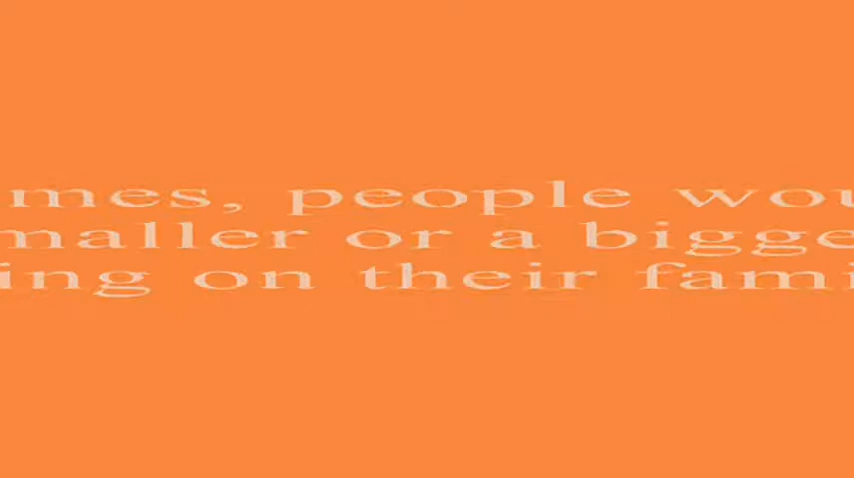 mes, people wou
maller or a bigge
ing on their fami